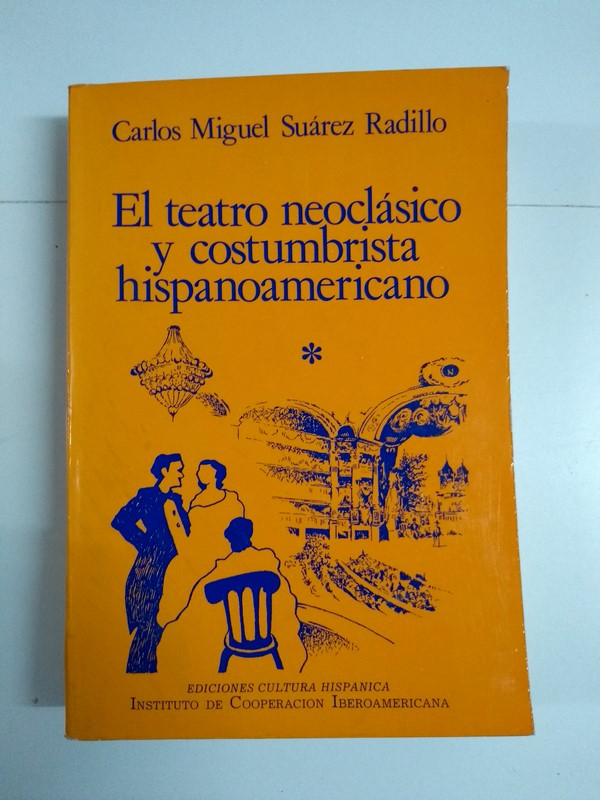 Carlos Miguel Suárez Radillo
El teatro neoclásico
y costumbrista
hispanoamericano
*
N
EDICIONES CULTURA HISPANICA
INSTITUTO DE COOPERACION IBEROAMERICANA